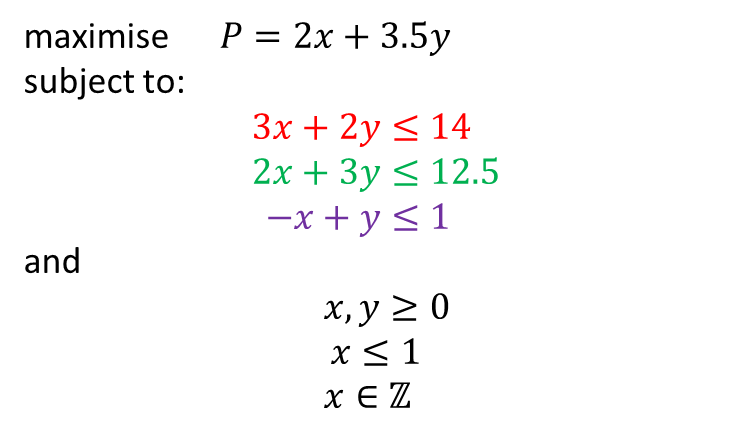 maximise P = 2x + 3.5y
subject to:
3x + 2y ≤ 14
2x + 3y ≤ 12.5
−x + y ≤ 1
and
x, y ≥ 0
x ≤ 1
x ∈ ℤ